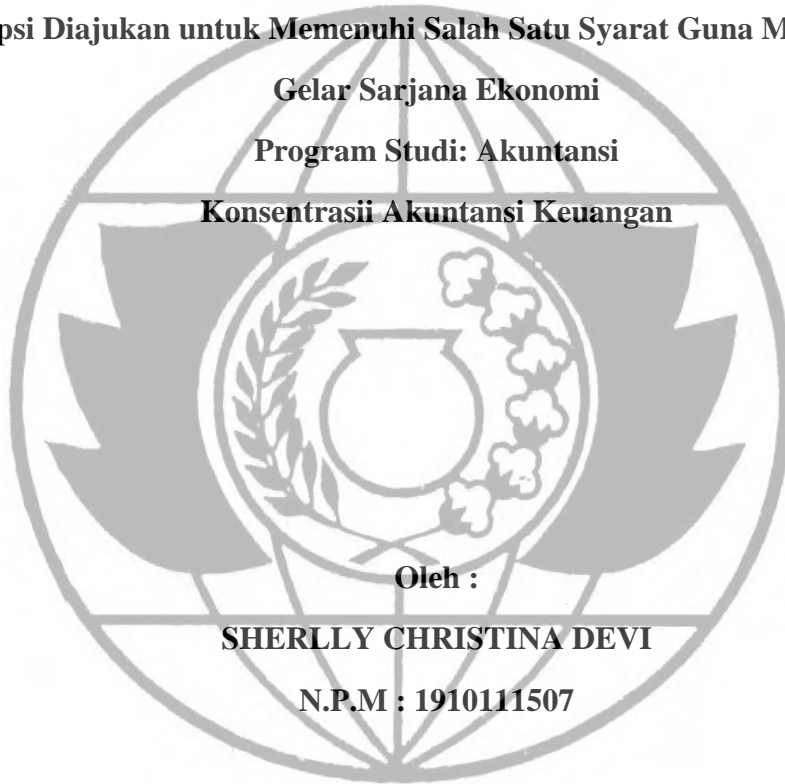 psi Diajukan untuk Memenuhi Salah Satu Syarat Guna M
Gelar Sarjana Ekonomi
Program Studi: Akuntansi
Konsentrasii Akuntansi Keuangan
Oleh :
SHERLLY CHRISTINA DEVI
N.P.M : 1910111507